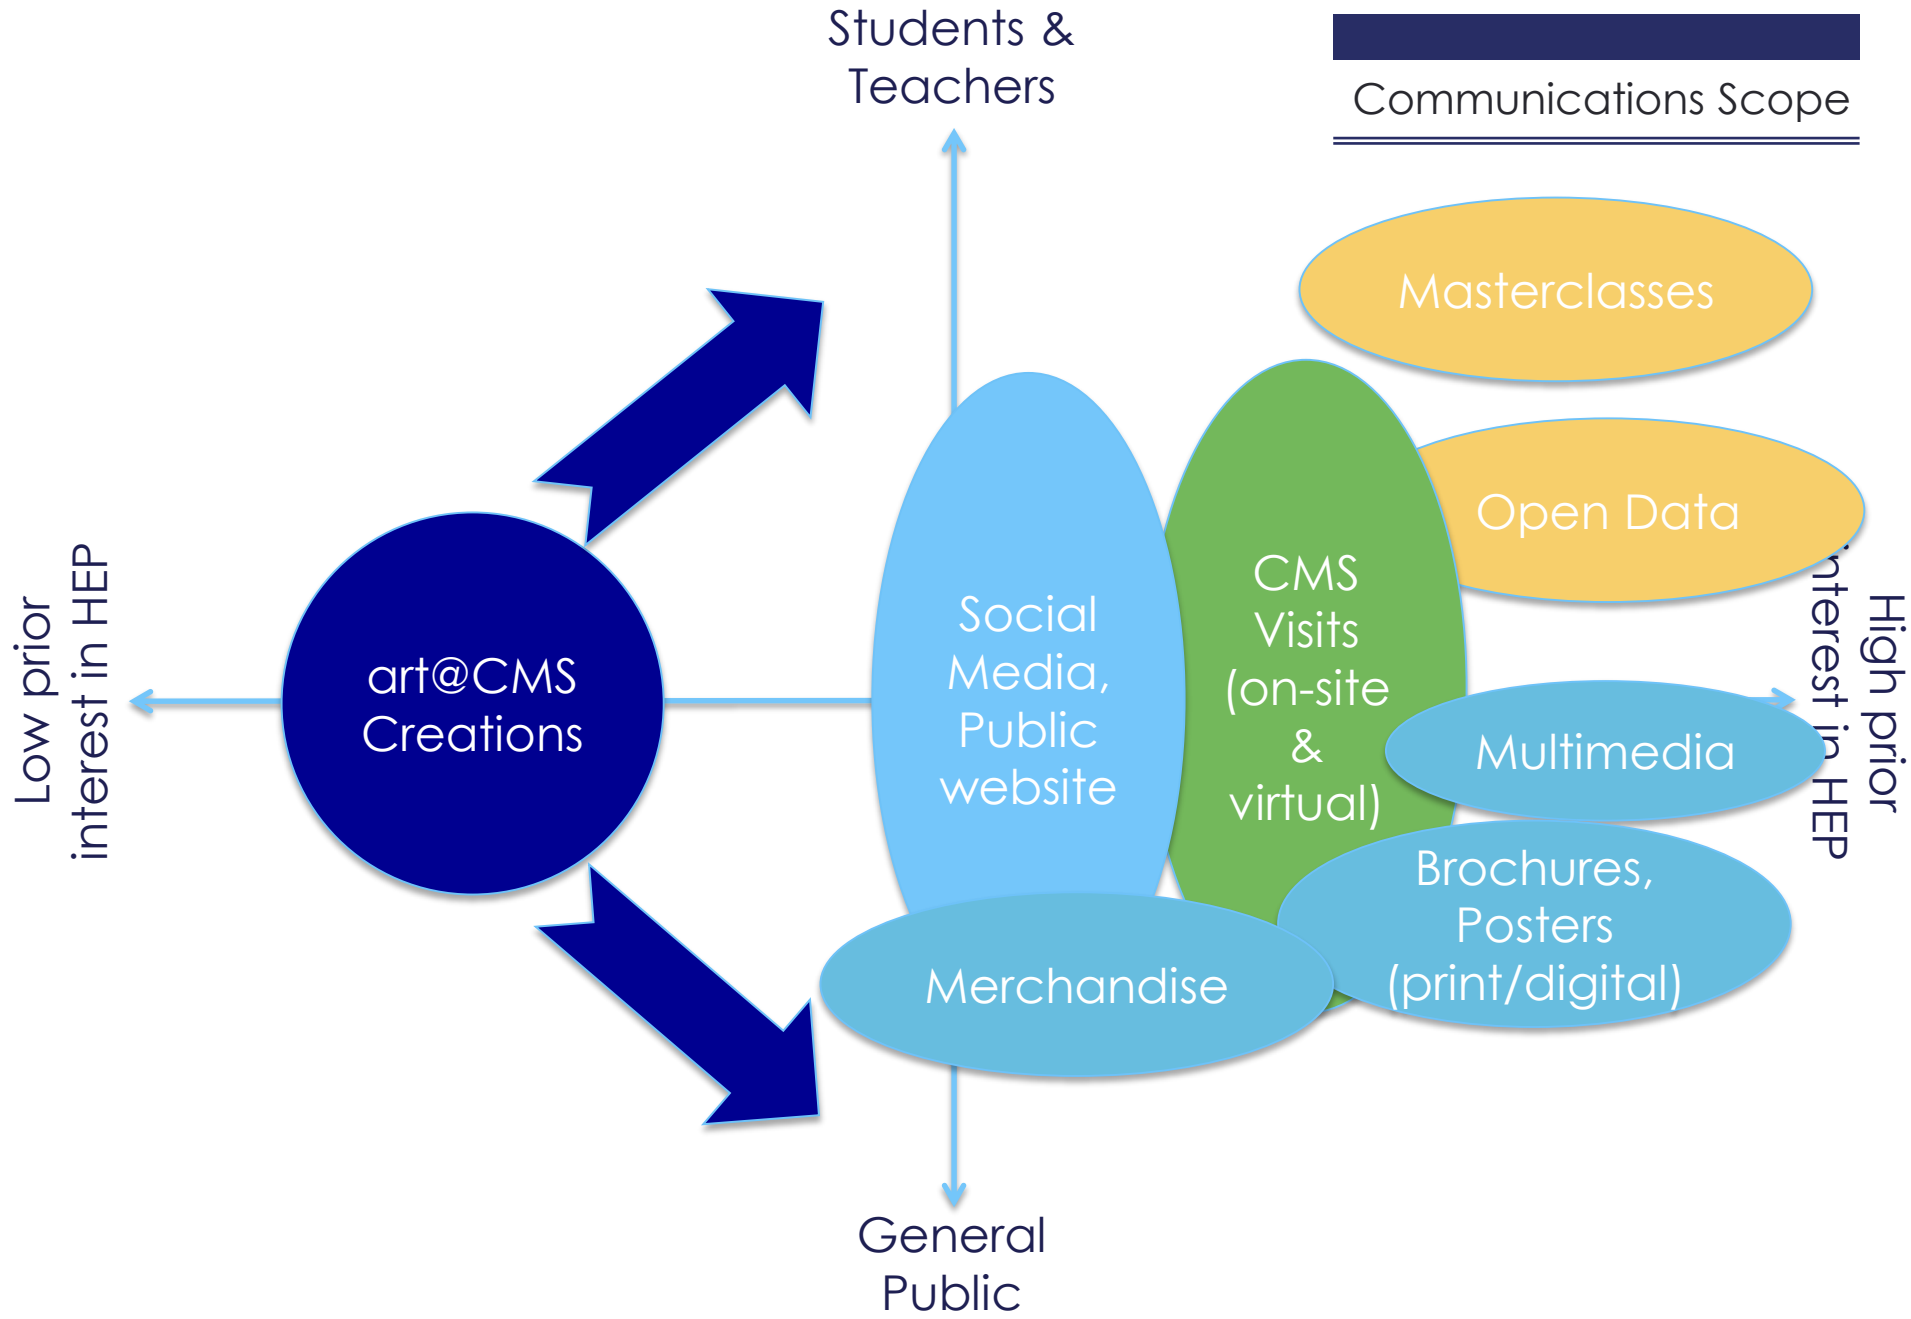 Students &
Teachers
Communications Scope
Masterclasses
Open Data
Low prior
interest in HEP
art@CMS
Creations
Social
Media,
Public
website
CMS
Visits
(on-site
&
virtual)
High prior
interest in HEP
Multimedia
Brochures,
Posters
(print/digital)
Merchandise
General
Public